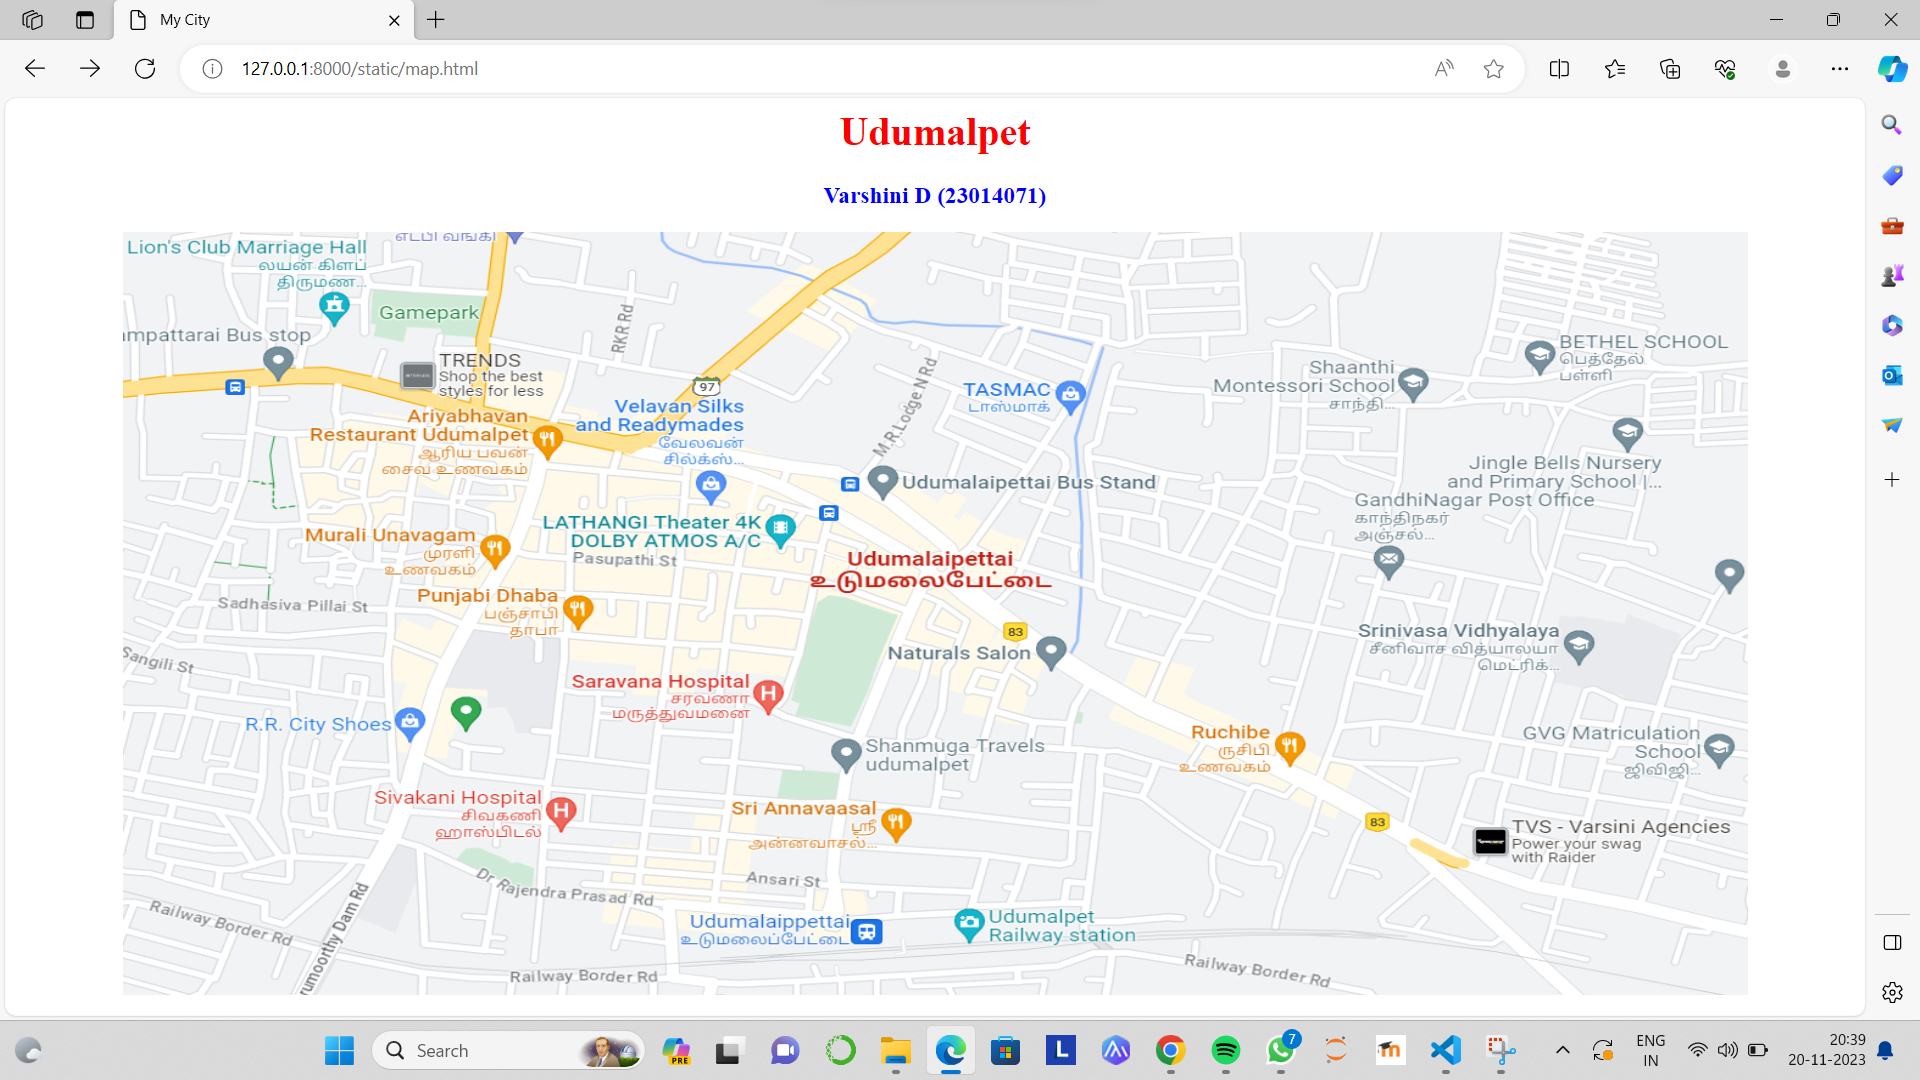 My City
127.0.0.1:8000/static/map.html
Udumalpet
Varshini D (23014071)
Lion's Club Marriage Hall
லயன் கிளப்
திருமண...
எடபி வங்கி
Gamepark
RKR Rd
ampattarai Bus stop
TRENDS
Shop the best
styles for less
97
M.R.Lodge N Rd
Ariyabhavan
Restaurant Udumalpet
ஆரிய பவன்
சைவ உணவகம்
Velavan Silks
and Readymades
வேலவன்
சில்க்ஸ்...
TASMAC
டாஸ்மாக்
Shaanthi
Montessori School
சாந்தி...
BETHEL SCHOOL
பெத்தேல்
பள்ளி
Jingle Bells Nursery
and Primary School |...
GandhiNagar Post Office
காந்திநகர்
அஞ்சல்...
Udumalaipettai Bus Stand
LATHANGI Theater 4K
DOLBY ATMOS A/C
Pasupathi St
Murali Unavagam
முரளி
உணவகம்
Udumalaipettai
உடுமலைபேட்டை
Punjabi Dhaba
பஞ்சாபி
தாபா
Sadhasiva Pillai St
Sangili St
83
Naturals Salon
Srinivasa Vidhyalaya
சீனிவாச வித்யாலயா
மெட்ரிக்...
Saravana Hospital
சரவணா
மருத்துவமனை
R.R. City Shoes
Shanmuga Travels
udumalpet
Ruchibe
ருசிபி
உணவகம்
GVG Matriculation
School
ஜிவிஜி...
Sivakani Hospital
சிவகணி
ஹாஸ்பிடல்
Sri Annavaasal
ஸ்ரீ
அன்னவாசல்...
83
TVS - Varsini Agencies
Power your swag
with Raider
Dr Rajendra Prasad Rd
Ansari St
Railway Border Rd
rumoorthy Dam Rd
Udumalaippettai
உடுமலைப்பேட்டை
Udumalpet
Railway station
Railway Border Rd
Railway Border Rd
Search
PRE
L
7
ENG
IN
20:39
20-11-2023